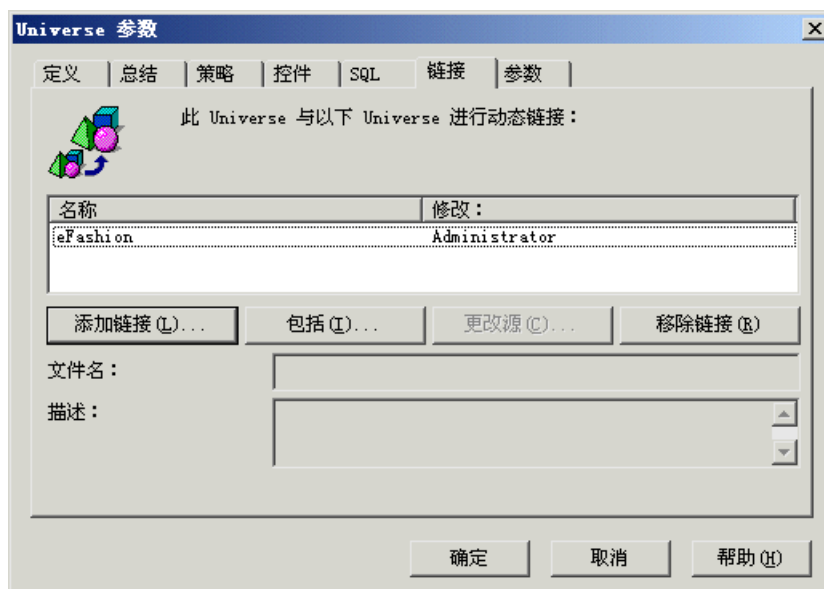 Universe 参数
定义 总结 策略 控件 SQL 链接 参数
此 Universe 与以下 Universe 进行动态链接：
名称 修改：
eFashion Administrator
添加链接(L)... 包括(I)... 更改源(C)... 移除链接(R)
文件名：
描述：
确定 取消 帮助(H)